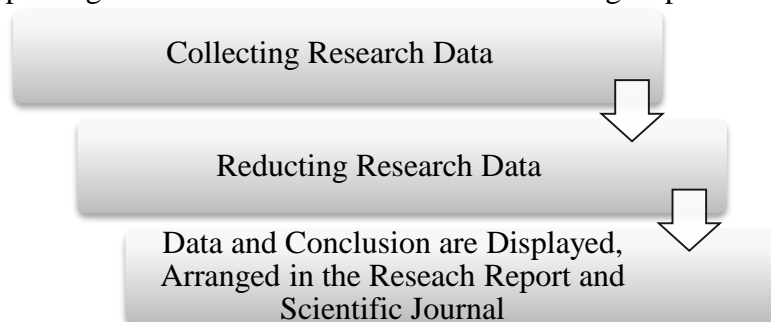 Collecting Research Data
Reducting Research Data
Data and Conclusion are Displayed,
Arranged in the Reseach Report and
Scientific Journal